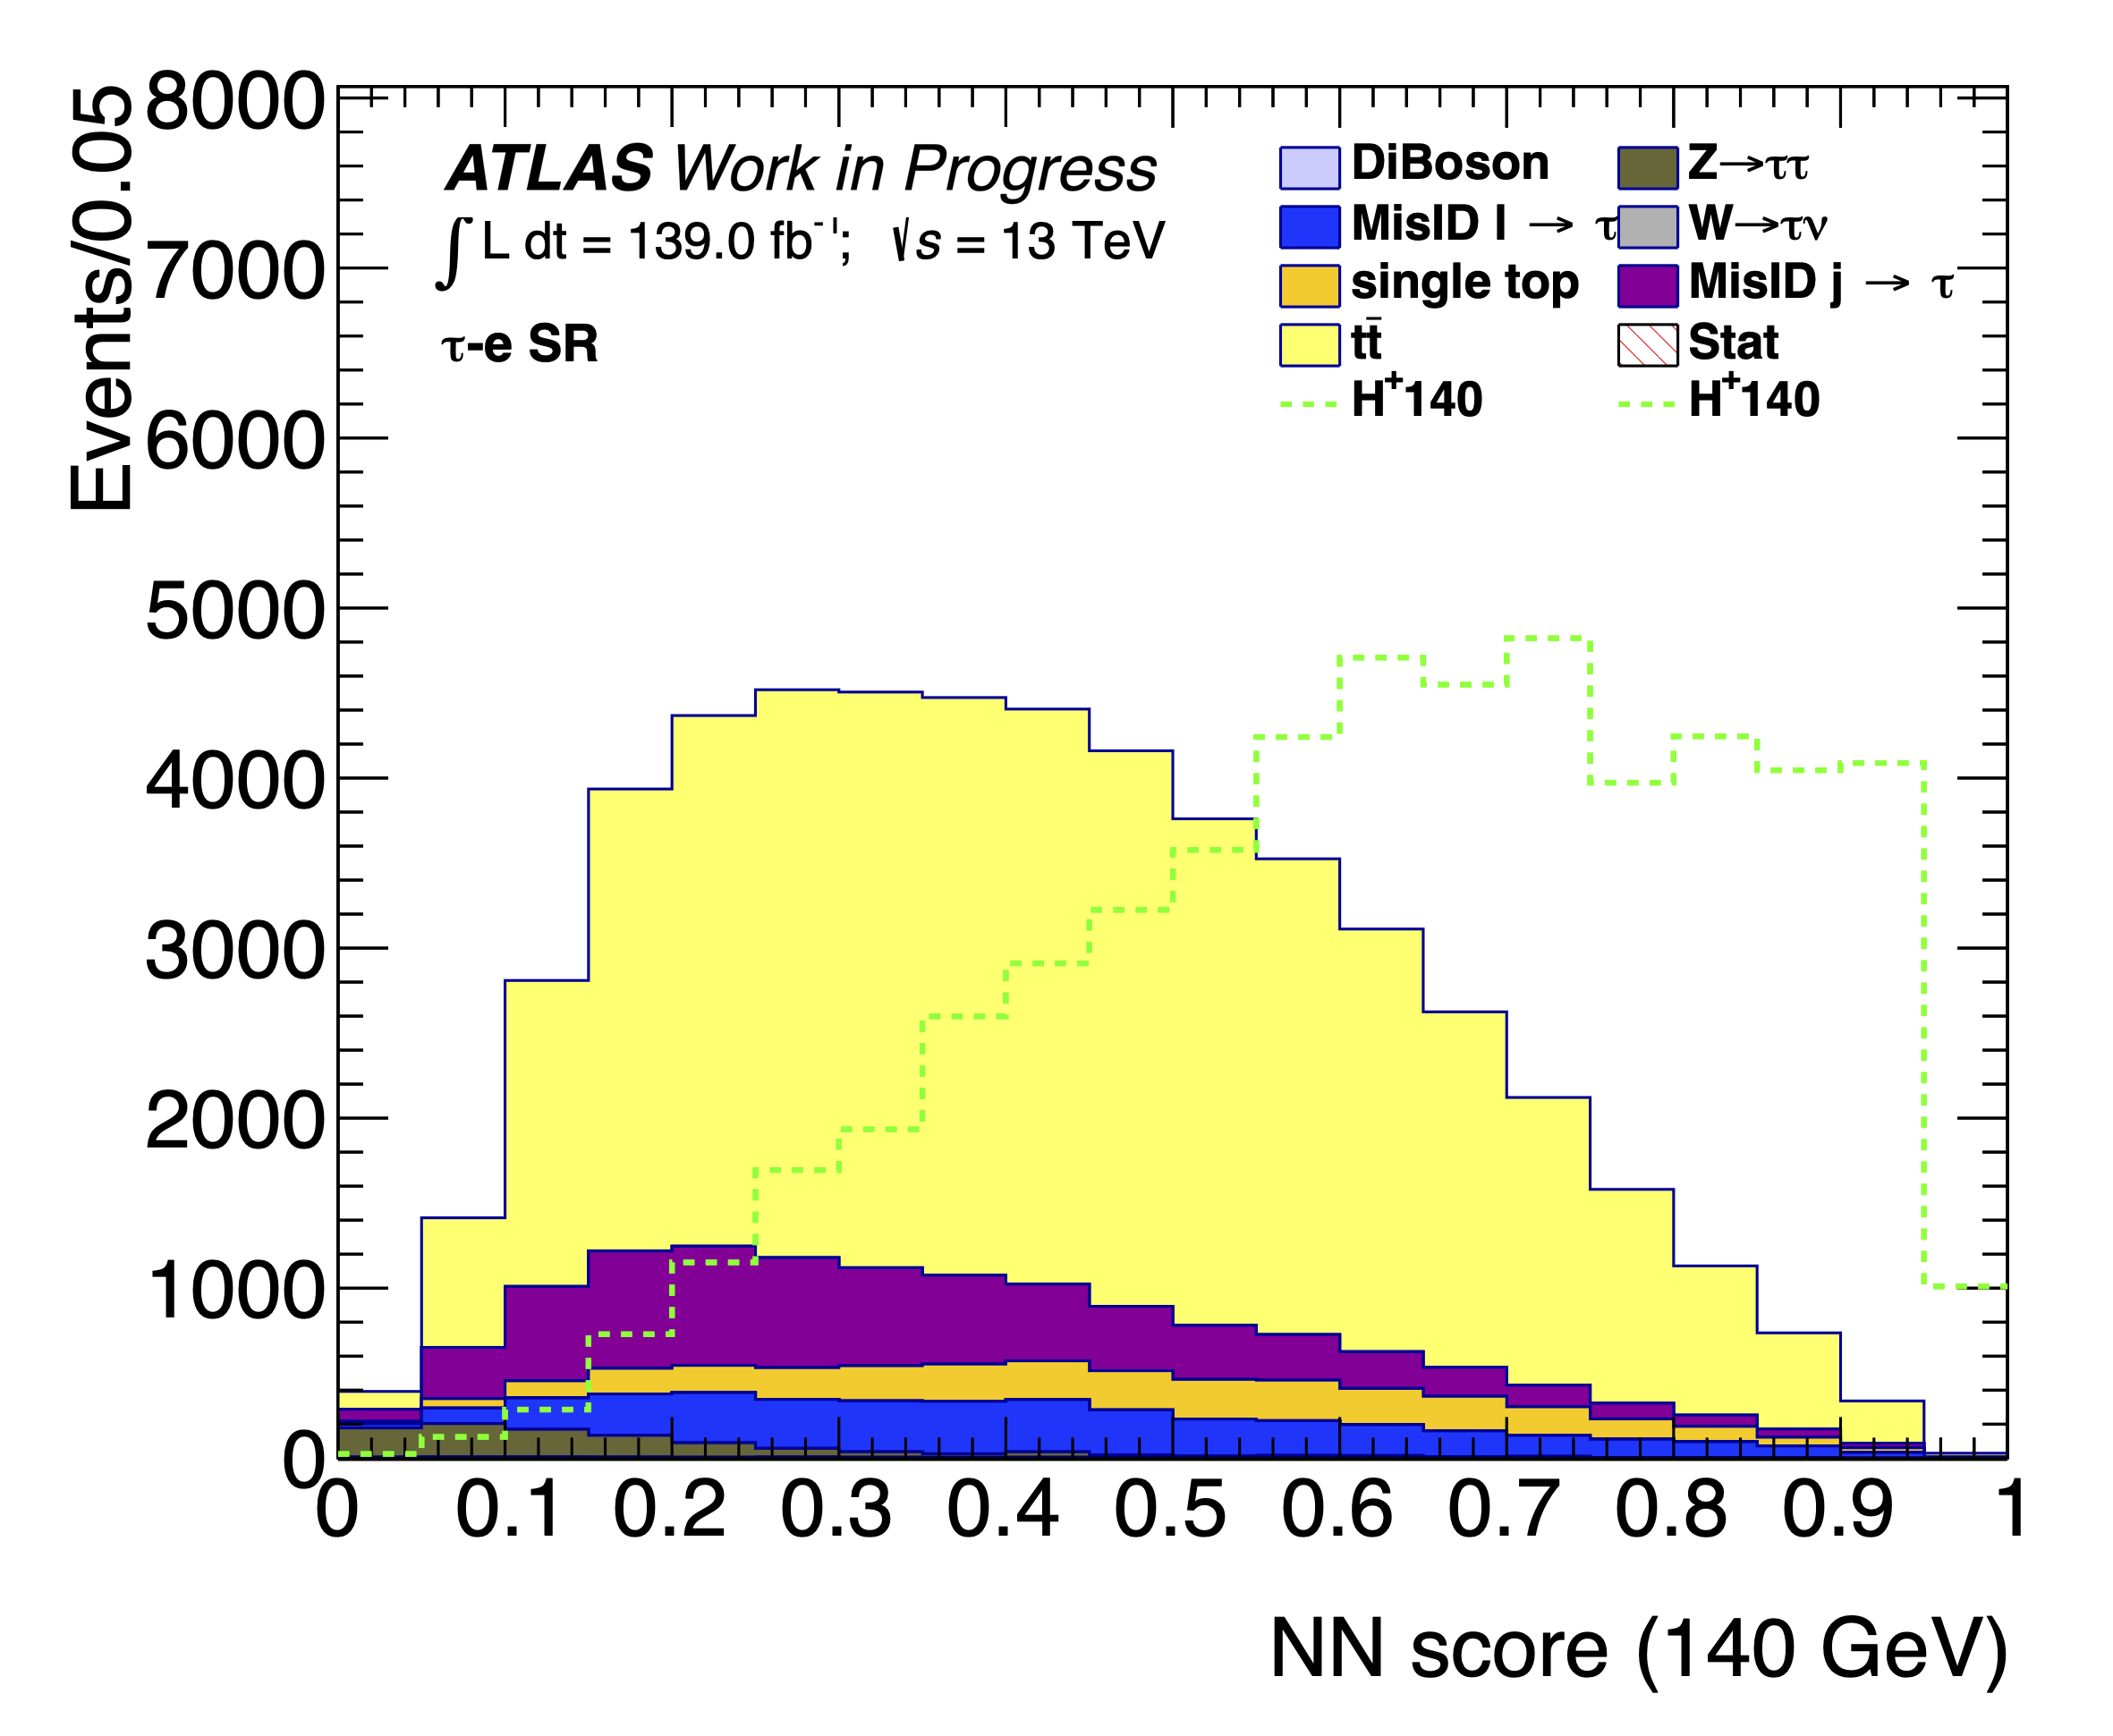 Events/0.05
8000
7000
6000
5000
4000
3000
2000
1000
0
ATLAS Work in Progress
∫ L dt = 139.0 fb⁻¹; √s = 13 TeV
τ-e SR
DiBoson
MisID l → τ
single top
tt̄
H⁺140
Z→ττ
W→τν
MisID j → τ
Stat
H⁺140
0 0.1 0.2 0.3 0.4 0.5 0.6 0.7 0.8 0.9 1
NN score (140 GeV)